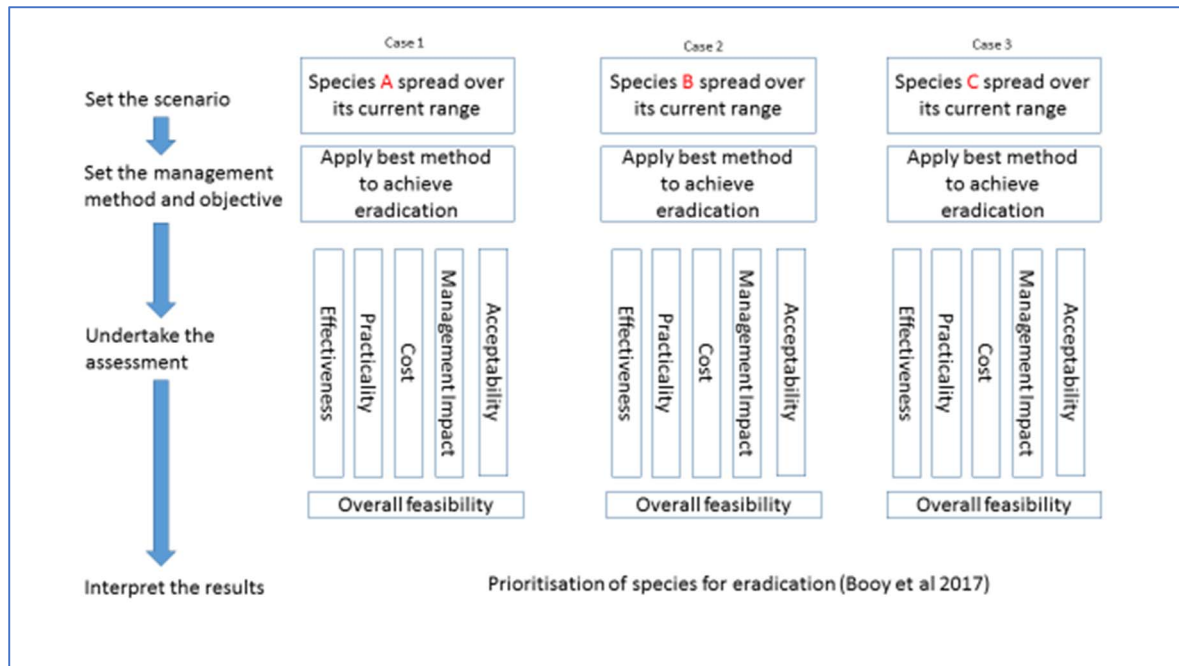 Case 1
Case 2
Case 3
Set the scenario
Species A spread over
its current range
Species B spread over
its current range
Species C spread over
its current range
Set the management
method and objective
Apply best method
to achieve
eradication
Apply best method
to achieve
eradication
Apply best method
to achieve
eradication
Undertake the
assessment
Effectiveness
Practicality
Cost
Management Impact
Acceptability
Effectiveness
Practicality
Cost
Management Impact
Acceptability
Effectiveness
Practicality
Cost
Management Impact
Acceptability
Overall feasibility
Overall feasibility
Overall feasibility
Interpret the results
Prioritisation of species for eradication (Booy et al 2017)